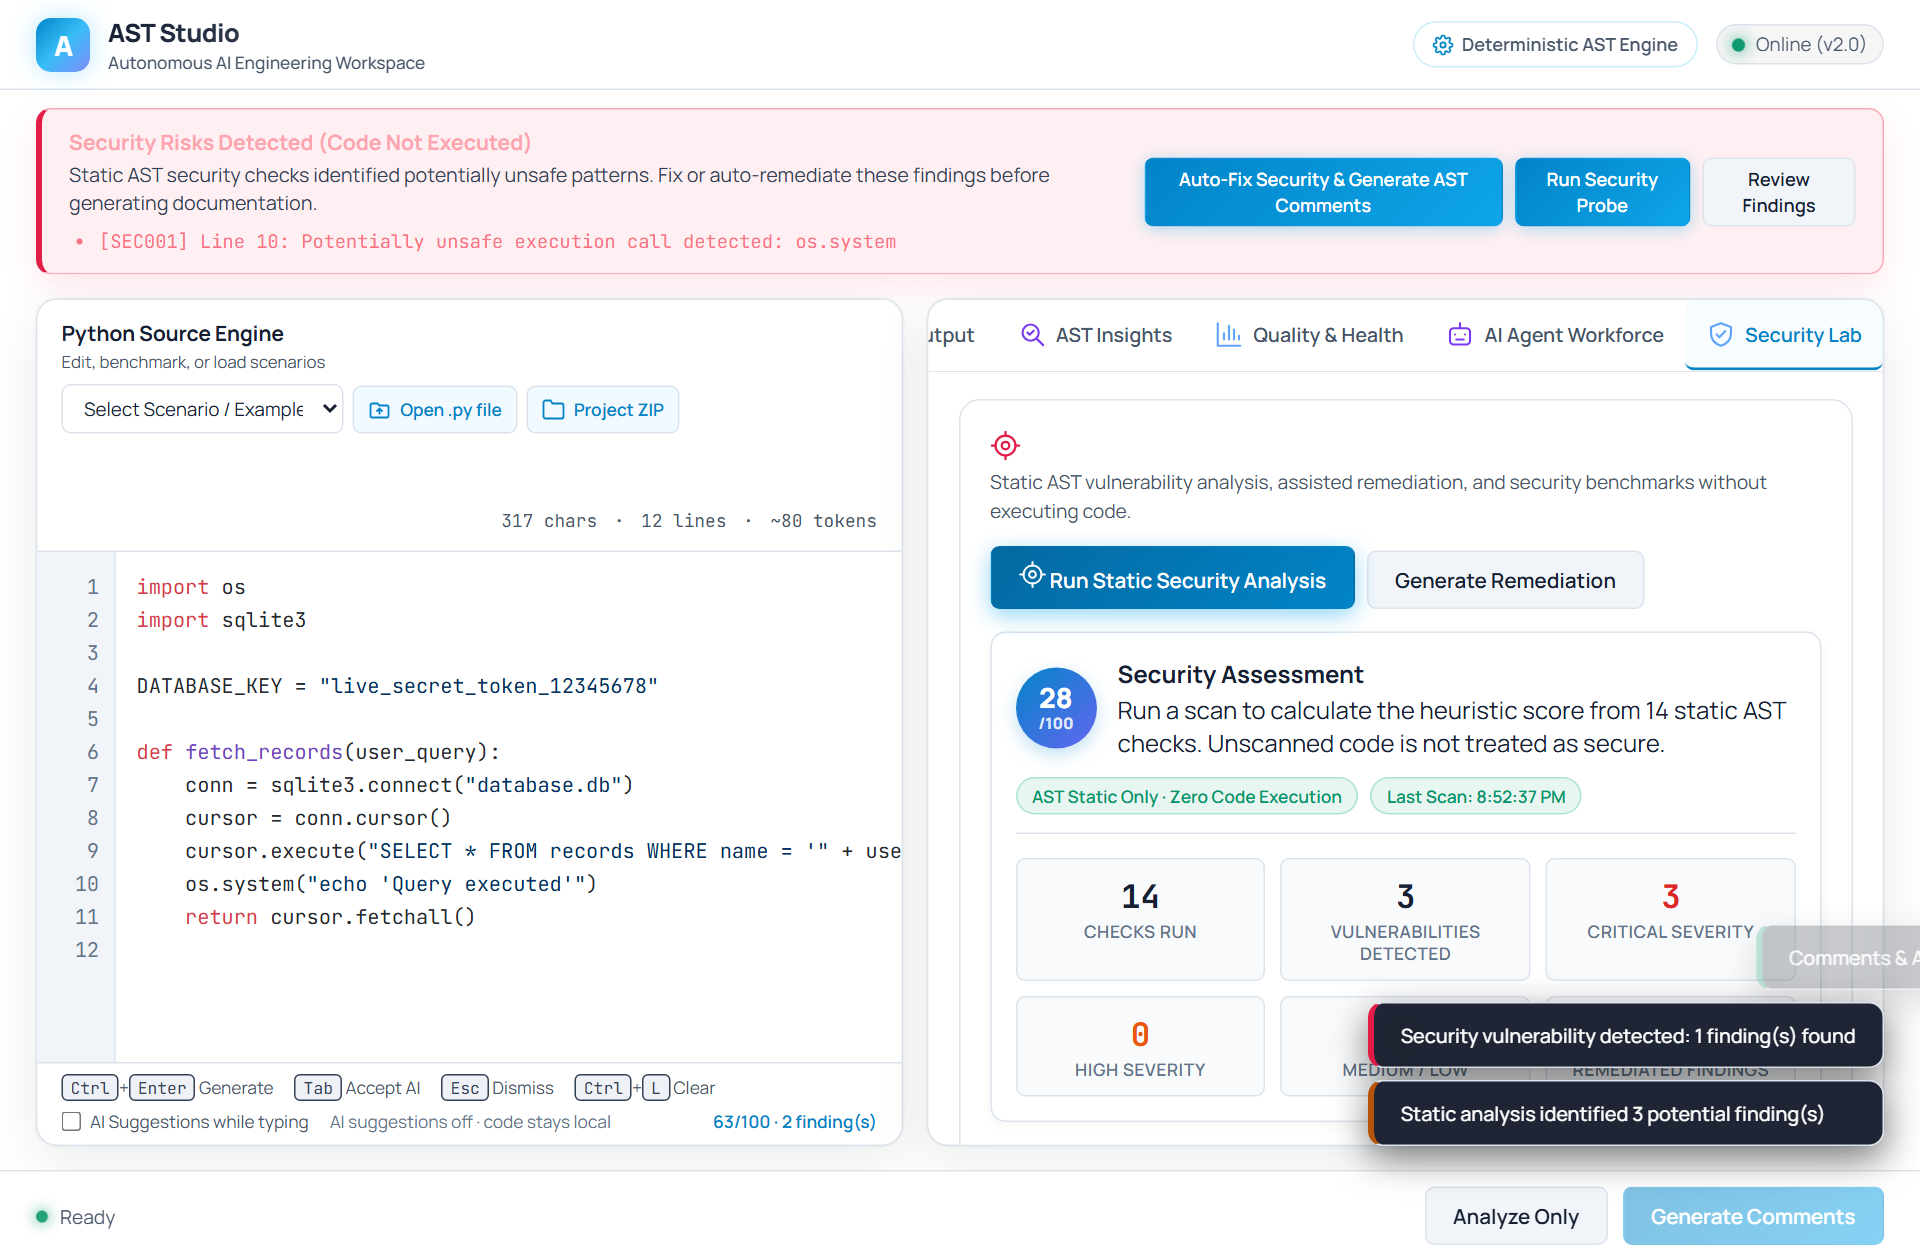 A
AST Studio
Autonomous AI Engineering Workspace
Deterministic AST Engine
Online (v2.0)
Security Risks Detected (Code Not Executed)
Static AST security checks identified potentially unsafe patterns. Fix or auto-remediate these findings before
generating documentation.
• [SEC001] Line 10: Potentially unsafe execution call detected: os.system
Auto-Fix Security & Generate AST
Comments
Run Security
Probe
Review
Findings
Python Source Engine
Edit, benchmark, or load scenarios
Select Scenario / Example
Open .py file
Project ZIP
317 chars · 12 lines · ~80 tokens
1 import os
2 import sqlite3
3
4 DATABASE_KEY = "live_secret_token_12345678"
5
6 def fetch_records(user_query):
7 conn = sqlite3.connect("database.db")
8 cursor = conn.cursor()
9 cursor.execute("SELECT * FROM records WHERE name = '" + use
10 os.system("echo 'Query executed'")
11 return cursor.fetchall()
12
Ctrl+Enter Generate Tab Accept AI Esc Dismiss Ctrl+L Clear
AI Suggestions while typing AI suggestions off · code stays local 63/100 · 2 finding(s)
utput
AST Insights
Quality & Health
AI Agent Workforce
Security Lab
Static AST vulnerability analysis, assisted remediation, and security benchmarks without
executing code.
Run Static Security Analysis
Generate Remediation
28
/100
Security Assessment
Run a scan to calculate the heuristic score from 14 static AST
checks. Unscanned code is not treated as secure.
AST Static Only · Zero Code Execution
Last Scan: 8:52:37 PM
14
CHECKS RUN
3
VULNERABILITIES
DETECTED
3
CRITICAL SEVERITY
0
HIGH SEVERITY
MEDIUM / LOW
REMEDIATED FINDINGS
Comments & A
Security vulnerability detected: 1 finding(s) found
Static analysis identified 3 potential finding(s)
Ready
Analyze Only
Generate Comments